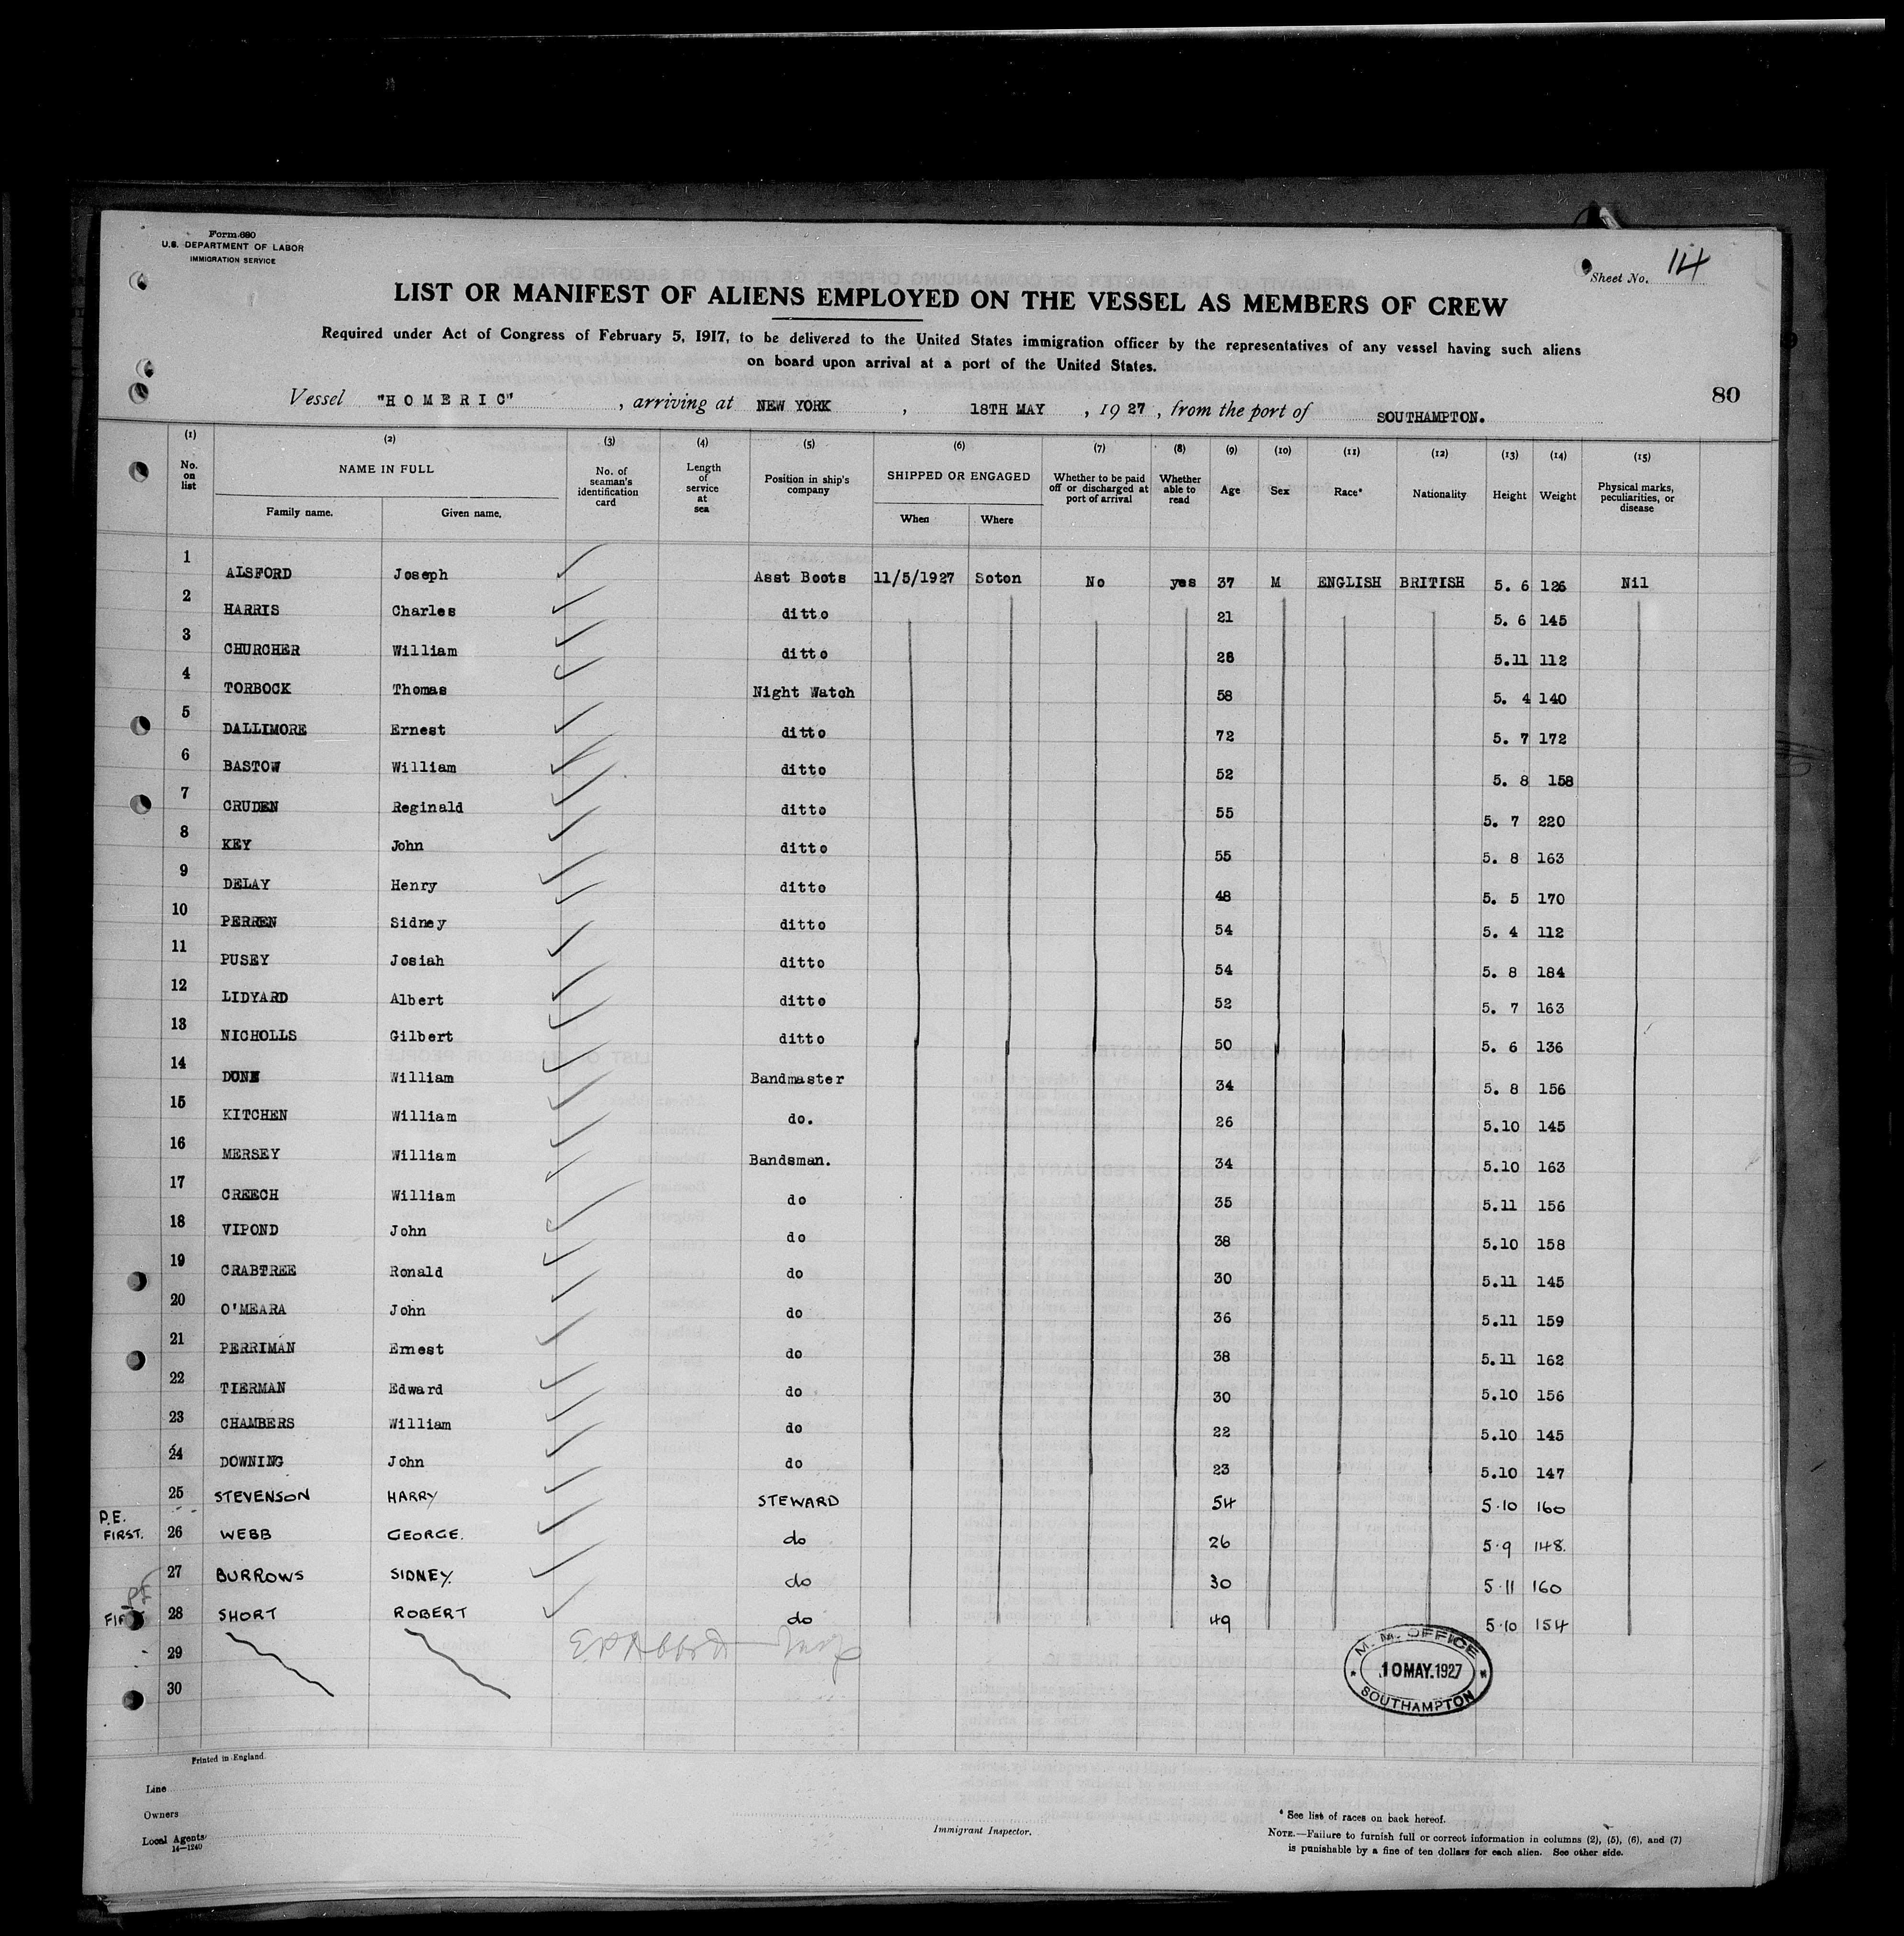 Form 680
U.S. DEPARTMENT OF LABOR
IMMIGRATION SERVICE
Sheet No. 14
LIST OR MANIFEST OF ALIENS EMPLOYED ON THE VESSEL AS MEMBERS OF CREW
Required under Act of Congress of February 5, 1917, to be delivered to the United States immigration officer by the representatives of any vessel having such aliens
on board upon arrival at a port of the United States.
80
Vessel "HOMERIC", arriving at NEW YORK, 18TH MAY, 1927, from the port of SOUTHAMPTON.
(1) (2) (3) (4) (5) (6) (7) (8) (9) (10) (11) (12) (13) (14) (15)
No. on list NAME IN FULL Family name. Given name. No. of seaman's identification card Length of service at sea Position in ship's company SHIPPED OR ENGAGED When Where Whether to be paid off or discharged at port of arrival Whether able to read Age Sex Race* Nationality Height Weight Physical marks, peculiarities, or disease
1 ALSFORD Joseph Asst Boots 11/5/1927 Soton No yes 37 M ENGLISH BRITISH 5. 6 126 Nil
2 HARRIS Charles ditto 21 5. 6 145
3 CHURCHER William ditto 28 5.11 112
4 TORBOCK Thomas Night Watch 58 5. 4 140
5 DALLIMORE Ernest ditto 72 5. 7 172
6 BASTOW William ditto 52 5. 8 158
7 CRUDEN Reginald ditto 55 5. 7 220
8 KEY John ditto 55 5. 8 163
9 DELAY Henry ditto 48 5. 5 170
10 PERREN Sidney ditto 54 5. 4 112
11 PUSEY Josiah ditto 54 5. 8 184
12 LIDYARD Albert ditto 52 5. 7 163
13 NICHOLLS Gilbert ditto 50 5. 6 136
14 DUNN William Bandmaster 34 5. 8 156
15 KITCHEN William do. 26 5.10 145
16 MERSEY William Bandsman. 34 5.10 163
17 CREECH William do 35 5.11 156
18 VIPOND John do 38 5.10 158
19 CRABTREE Ronald do 30 5.11 145
20 O'MEARA John do 36 5.11 159
21 PERRIMAN Ernest do 38 5.11 162
22 TIERMAN Edward do 30 5.10 156
23 CHAMBERS William do 22 5.10 145
24 DOWNING John do 23 5.10 147
25 STEVENSON HARRY STEWARD 54 5.10 160
P.E. FIRST. 26 WEBB GEORGE. do 26 5.9 148.
27 BURROWS SIDNEY. do 30 5.11 160
28 SHORT ROBERT do 49 5.10 154
29
30
M. M. OFFICE
10 MAY. 1927
SOUTHAMPTON
Printed in England.
Line
Owners
Local Agents
14—1240
Immigrant Inspector.
* See list of races on back hereof.
NOTE.—Failure to furnish full or correct information in columns (2), (5), (6), and (7)
is punishable by a fine of ten dollars for each alien. See other side.